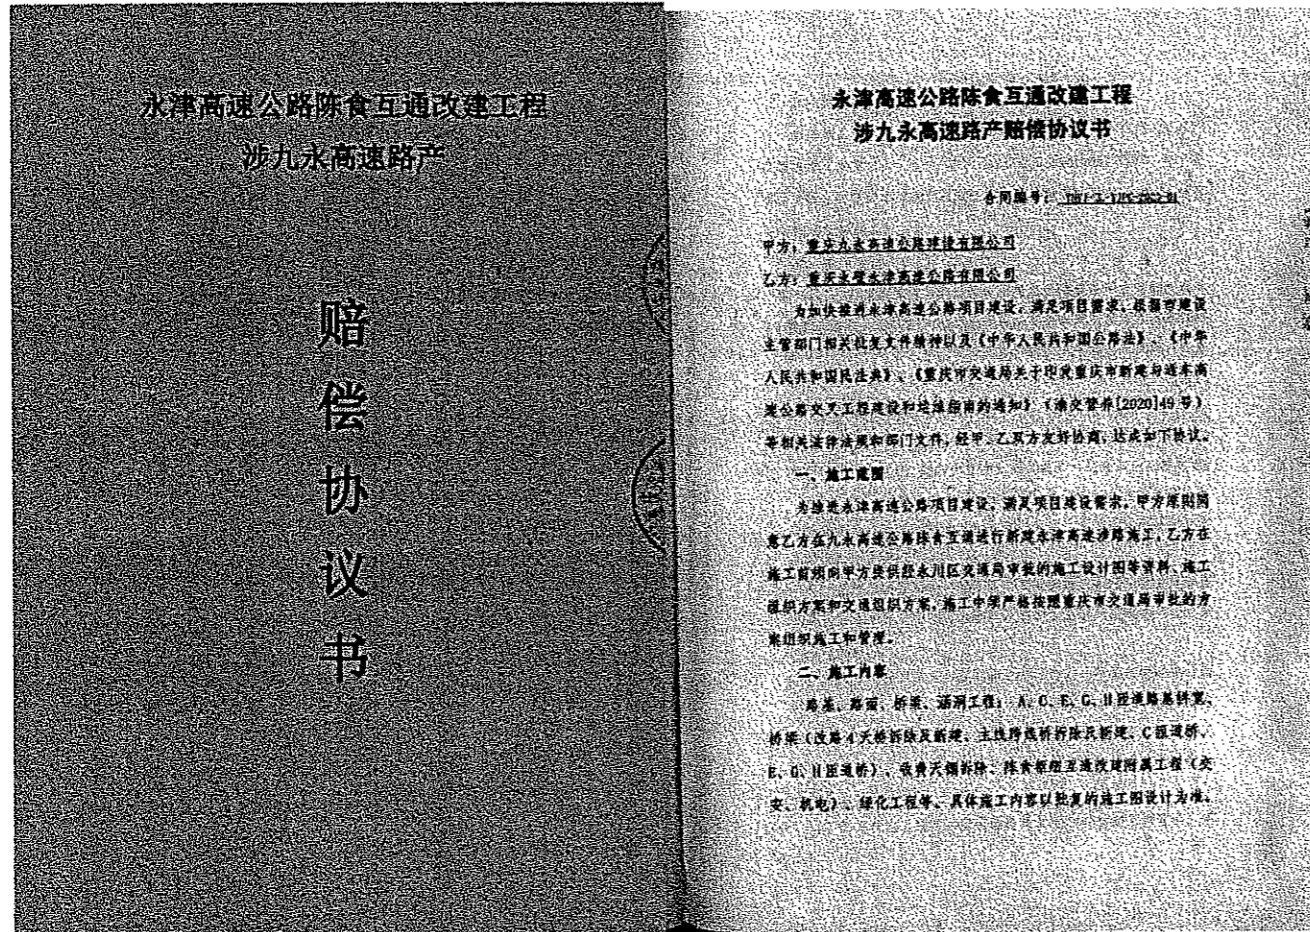 永津高速公路陈食互通改建工程
涉九永高速路产
赔
偿
协
议
书
永津高速公路陈食互通改建工程
涉九永高速路产赔偿协议书
合同编号：
甲方：重庆九永高速公路建设有限公司
乙方：重庆永璧永津高速公路有限公司
为加快推进永津高速公路项目建设，满足项目需求，根据市建设
主管部门相关批复文件精神以及《中华人民共和国公路法》、《中华
人民共和国民法典》、《重庆市交通局关于印发重庆市新建与通车高
速公路交叉工程建设和运维指南的通知》（渝交管养[2020]49号）
等相关法律法规和部门文件，经甲、乙双方友好协商，达成如下协议。
一、施工范围
为推进永津高速公路项目建设，满足项目建设需求，甲方原则同
意乙方在九永高速公路陈食互通进行新建永津高速涉路施工，乙方在
施工前须向甲方提供经永川区交通局审批的施工设计图等资料、施工
组织方案和交通组织方案，施工中须严格按照重庆市交通局审批的方
案组织施工和管理。
二、施工内容
路基、路面、桥梁、涵洞工程：A、C、E、G、H匝道路基拼宽、
桥梁（改路4天桥拆除及新建、主线跨线桥拆除及新建、C匝道桥、
E、G、H匝道桥）、收费天棚拆除、陈食枢纽互通改建附属工程（交
安、机电）、绿化工程等。具体施工内容以批复的施工图设计为准。